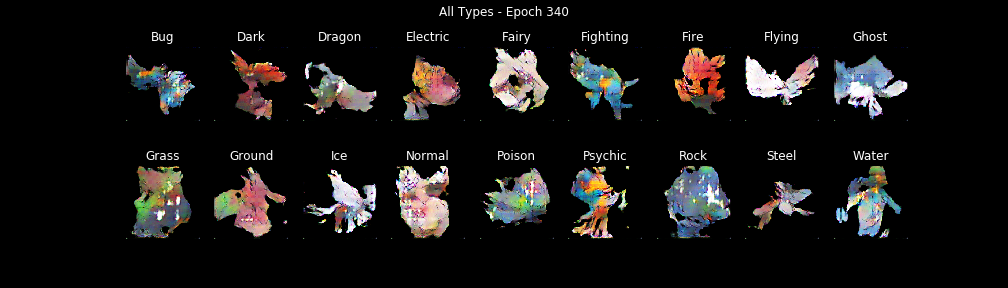 All Types - Epoch 340
Bug Dark Dragon Electric Fairy Fighting Fire Flying Ghost
Grass Ground Ice Normal Poison Psychic Rock Steel Water